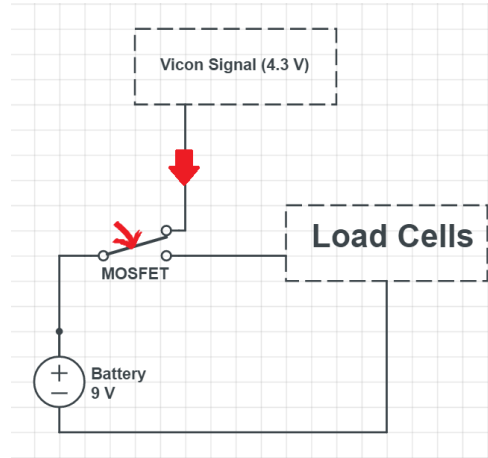 Vicon Signal (4.3 V)
Load Cells
MOSFET
Battery
9 V